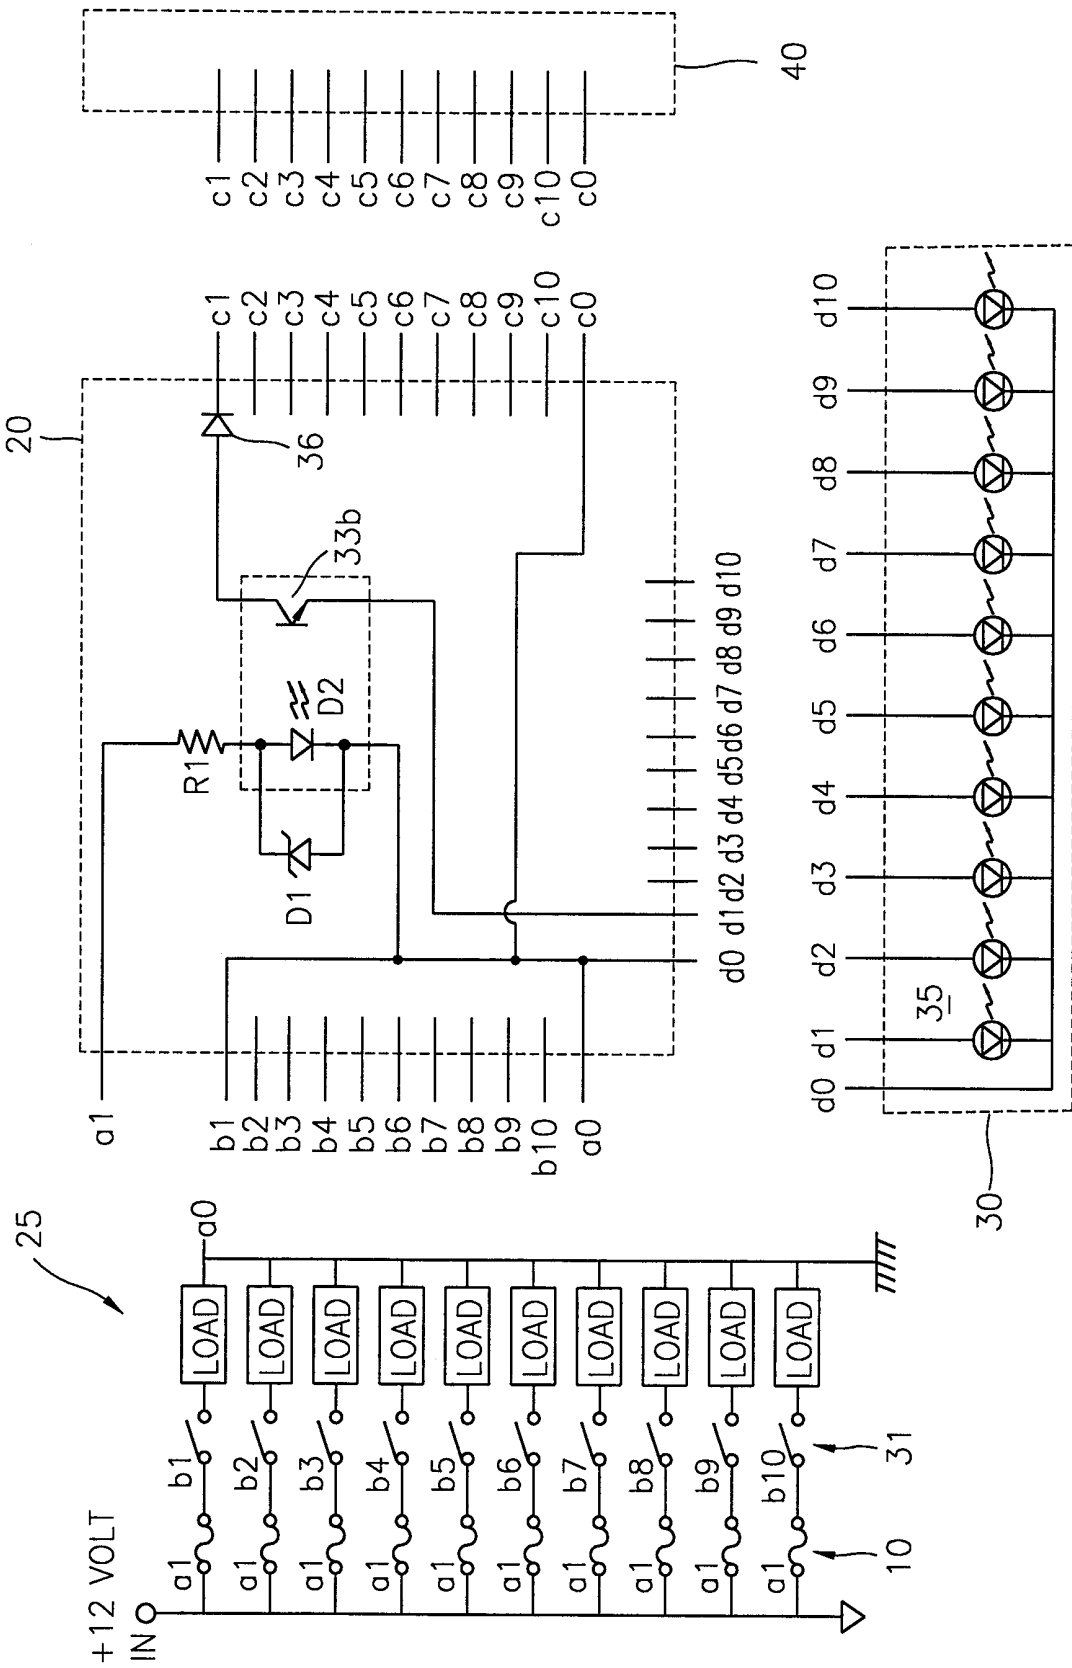 25
+12 VOLT
IN
a1 b1 LOAD a0
a1 b2 LOAD
a1 b3 LOAD
a1 b4 LOAD
a1 b5 LOAD
a1 b6 LOAD
a1 b7 LOAD
a1 b8 LOAD
a1 b9 LOAD
a1 b10 LOAD
10
31
20
a1
b1
b2
b3
b4
b5
b6
b7
b8
b9
b10
a0
R1
D1
D2
33b
36
c1
c2
c3
c4
c5
c6
c7
c8
c9
c10
c0
d0 d1 d2 d3 d4 d5 d6 d7 d8 d9 d10
c1
c2
c3
c4
c5
c6
c7
c8
c9
c10
c0
40
d0 d1 d2 d3 d4 d5 d6 d7 d8 d9 d10
35
30